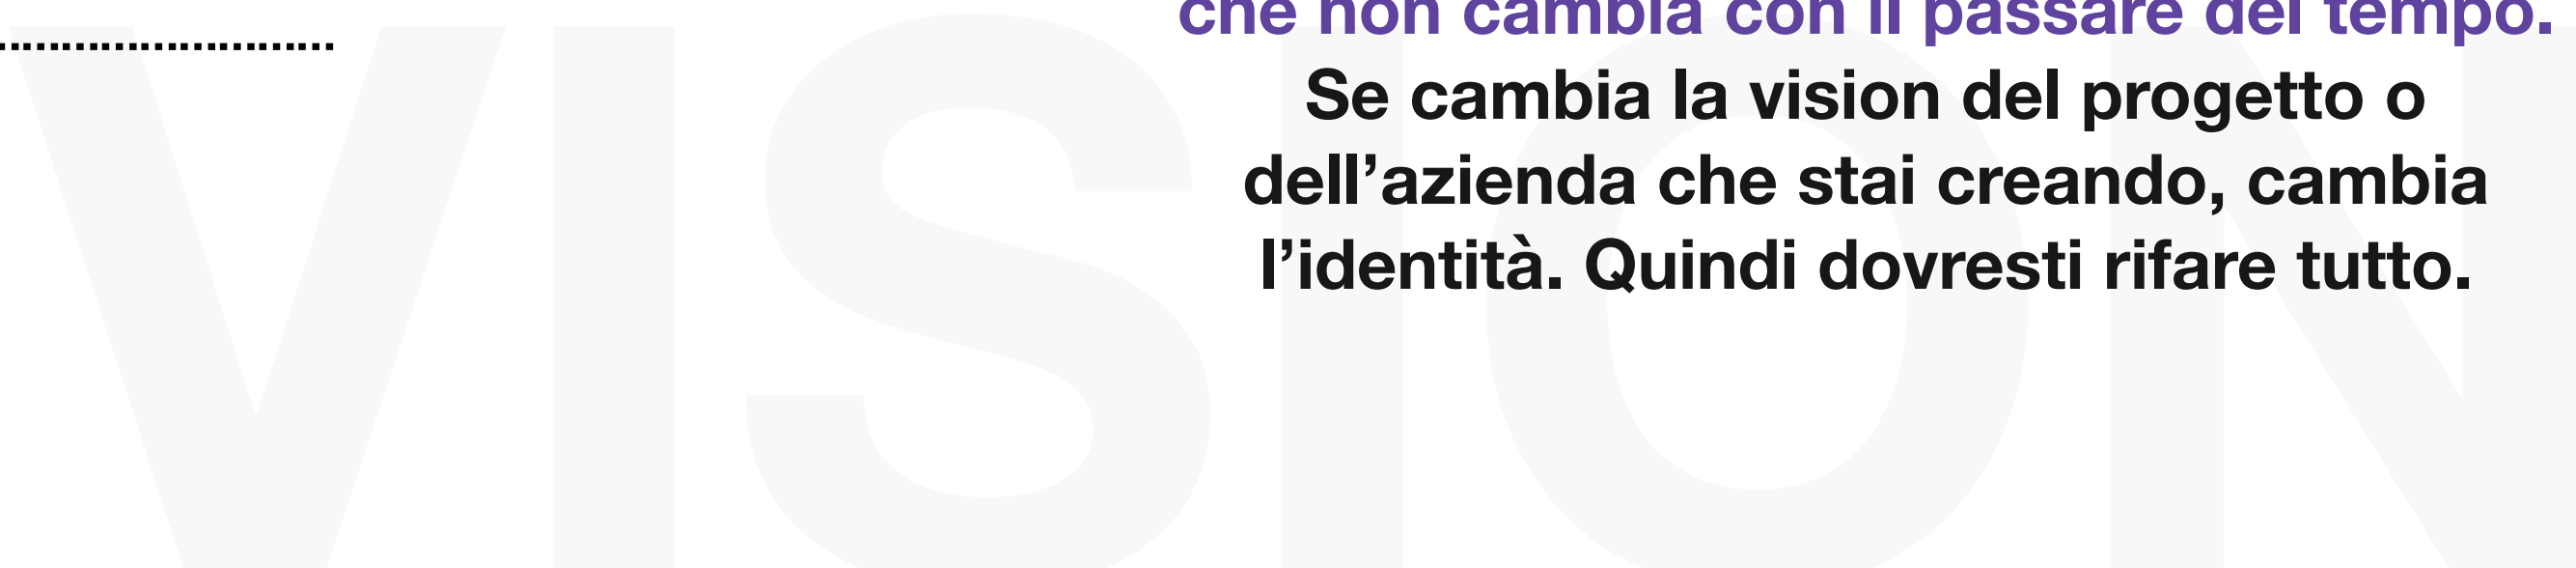 che non cambia con il passare del tempo.
Se cambia la vision del progetto o
dell’azienda che stai creando, cambia
l’identità. Quindi dovresti rifare tutto.
VISION